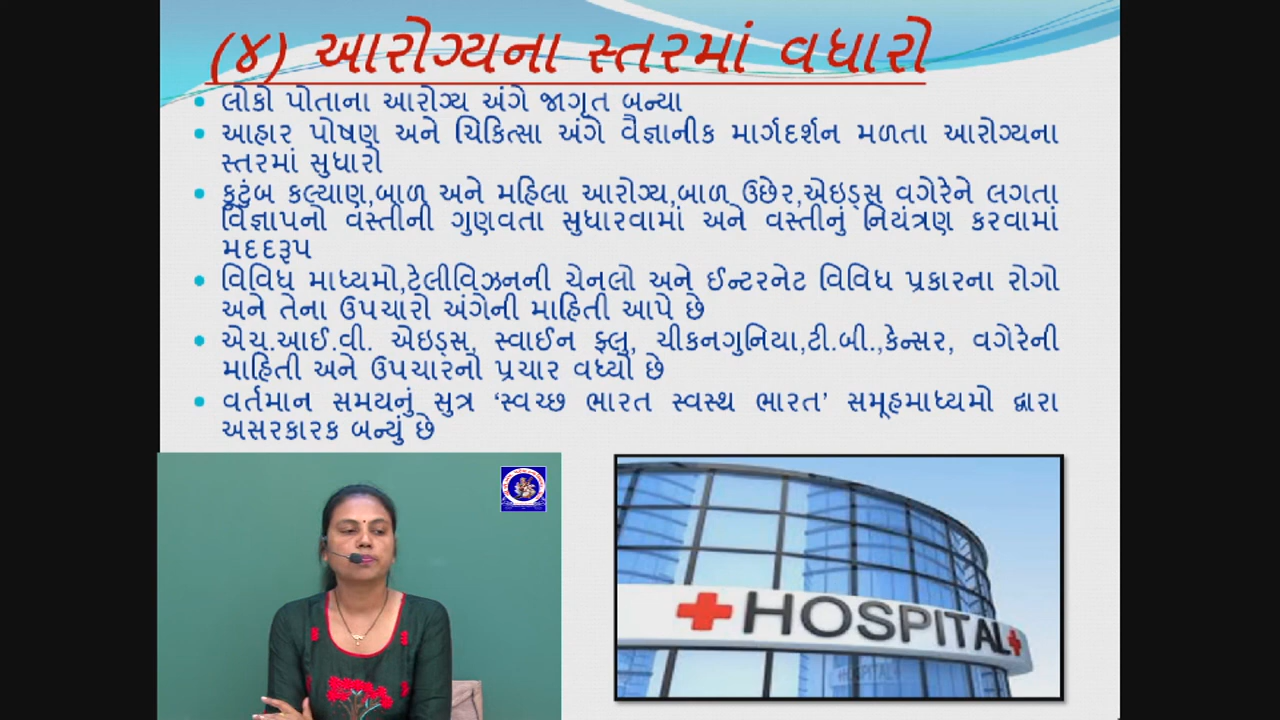 (૪) આરોગ્યના સ્તરમાં વધારો
• લોકો પોતાના આરોગ્ય અંગે જાગૃત બન્યા
• આહાર પોષણ અને ચિકિત્સા અંગે વૈજ્ઞાનીક માર્ગદર્શન મળતા આરોગ્યના
સ્તરમાં સુધારો
• કૂટુંબ કલ્યાણ,બાળ અને મહિલા આરોગ્ય,બાળ ઉછેર,એઇડ્સ વગેરેને લગતા
વિજ્ઞાપનો વસ્તીની ગુણવતા સુધારવામાં અને વસ્તીનું નિયંત્રણ કરવામાં
મદદરૂપ
• વિવિધ માધ્યમો,ટેલીવિઝનની ચેનલો અને ઈન્ટરનેટ વિવિધ પ્રકારના રોગો
અને તેના ઉપચારો અંગેની માહિતી આપે છે
• એચ.આઈ.વી. એઇડ્સ, સ્વાઈન ફ્લુ, ચીકનગુનિયા,ટી.બી.,કેન્સર, વગેરેની
માહિતી અને ઉપચારનો પ્રચાર વધ્યો છે
• વર્તમાન સમયનું સુત્ર ‘સ્વચ્છ ભારત સ્વસ્થ ભારત’ સમૂહમાધ્યમો દ્વારા
અસરકારક બન્યું છે
HOSPITAL